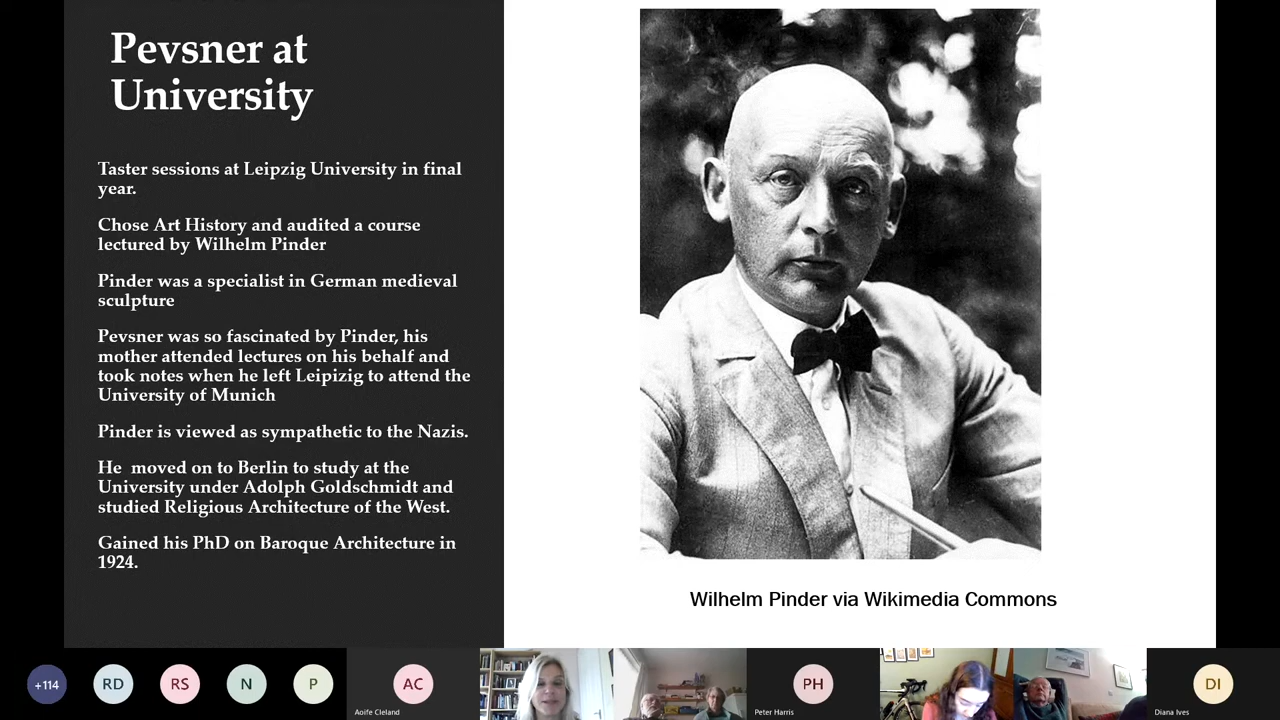 Pevsner at
University
Taster sessions at Leipzig University in final
year.
Chose Art History and audited a course
lectured by Wilhelm Pinder
Pinder was a specialist in German medieval
sculpture
Pevsner was so fascinated by Pinder, his
mother attended lectures on his behalf and
took notes when he left Leipizig to attend the
University of Munich
Pinder is viewed as sympathetic to the Nazis.
He  moved on to Berlin to study at the
University under Adolph Goldschmidt and
studied Religious Architecture of the West.
Gained his PhD on Baroque Architecture in
1924.
Wilhelm Pinder via Wikimedia Commons
+114
RD
RS
N
P
AC
Aoife Cleland
PH
Peter Harris
DI
Diana Ives